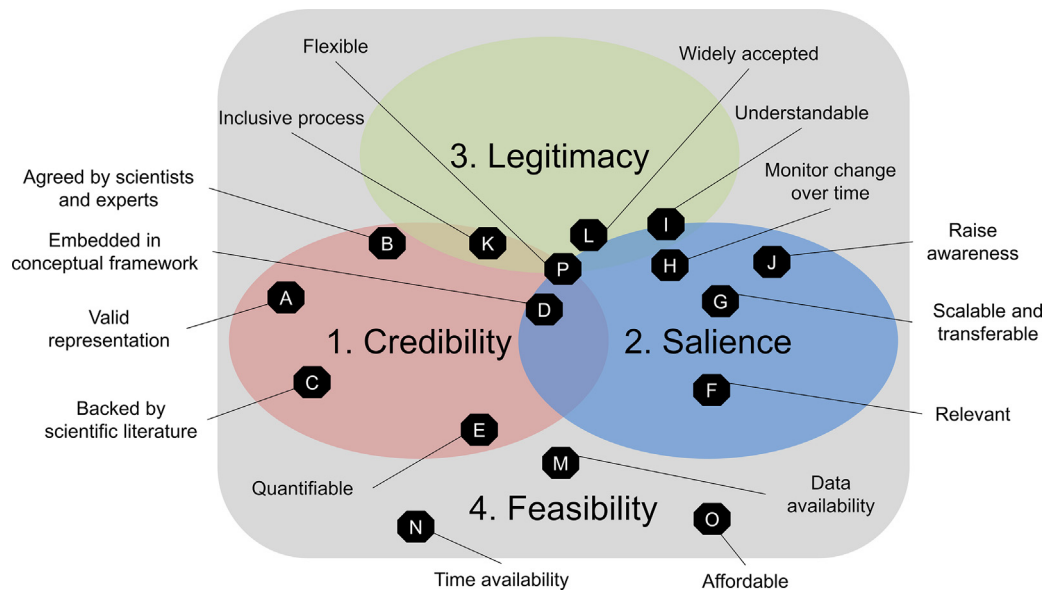 Flexible
Widely accepted
Inclusive process
Understandable
3. Legitimacy
Agreed by scientists
and experts
Monitor change
over time
B
K
L
I
Embedded in
conceptual framework
P
H
J
Raise
awareness
A
D
G
Valid
representation
1. Credibility
2. Salience
Scalable and
transferable
C
F
Backed by
scientific literature
E
Relevant
Quantifiable
M
Data
availability
4. Feasibility
N
O
Time availability
Affordable